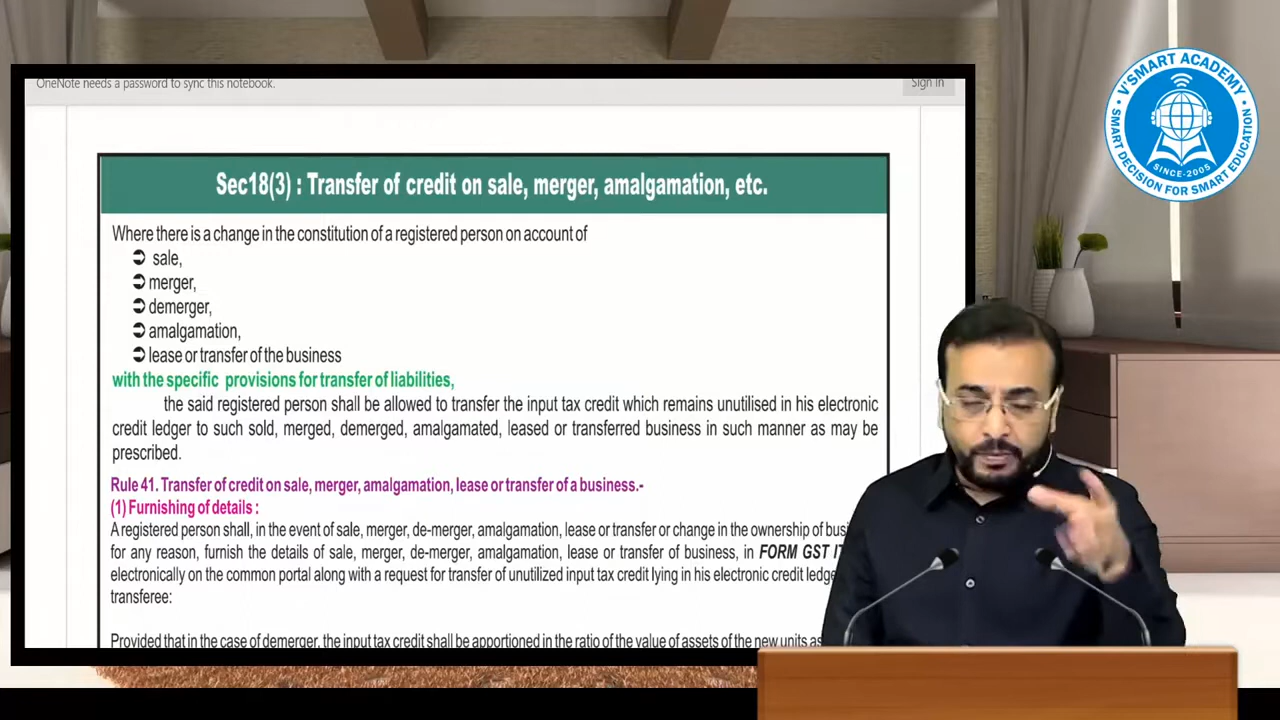 OneNote needs a password to sync this notebook.
Sign in
V'SMART ACADEMY
SINCE-2005
SMART DECISION FOR SMART EDUCATION
Sec18(3) : Transfer of credit on sale, merger, amalgamation, etc.
Where there is a change in the constitution of a registered person on account of
➲ sale,
➲ merger,
➲ demerger,
➲ amalgamation,
➲ lease or transfer of the business
with the specific provisions for transfer of liabilities,
the said registered person shall be allowed to transfer the input tax credit which remains unutilised in his electronic
credit ledger to such sold, merged, demerged, amalgamated, leased or transferred business in such manner as may be
prescribed.
Rule 41. Transfer of credit on sale, merger, amalgamation, lease or transfer of a business.-
(1) Furnishing of details :
A registered person shall, in the event of sale, merger, de-merger, amalgamation, lease or transfer or change in the ownership of
for any reason, furnish the details of sale, merger, de-merger, amalgamation, lease or transfer of business, in FORM GST
electronically on the common portal along with a request for transfer of unutilized input tax credit lying in his electronic credit
transferee:
Provided that in the case of demerger, the input tax credit shall be apportioned in the ratio of the value of assets of the new units as